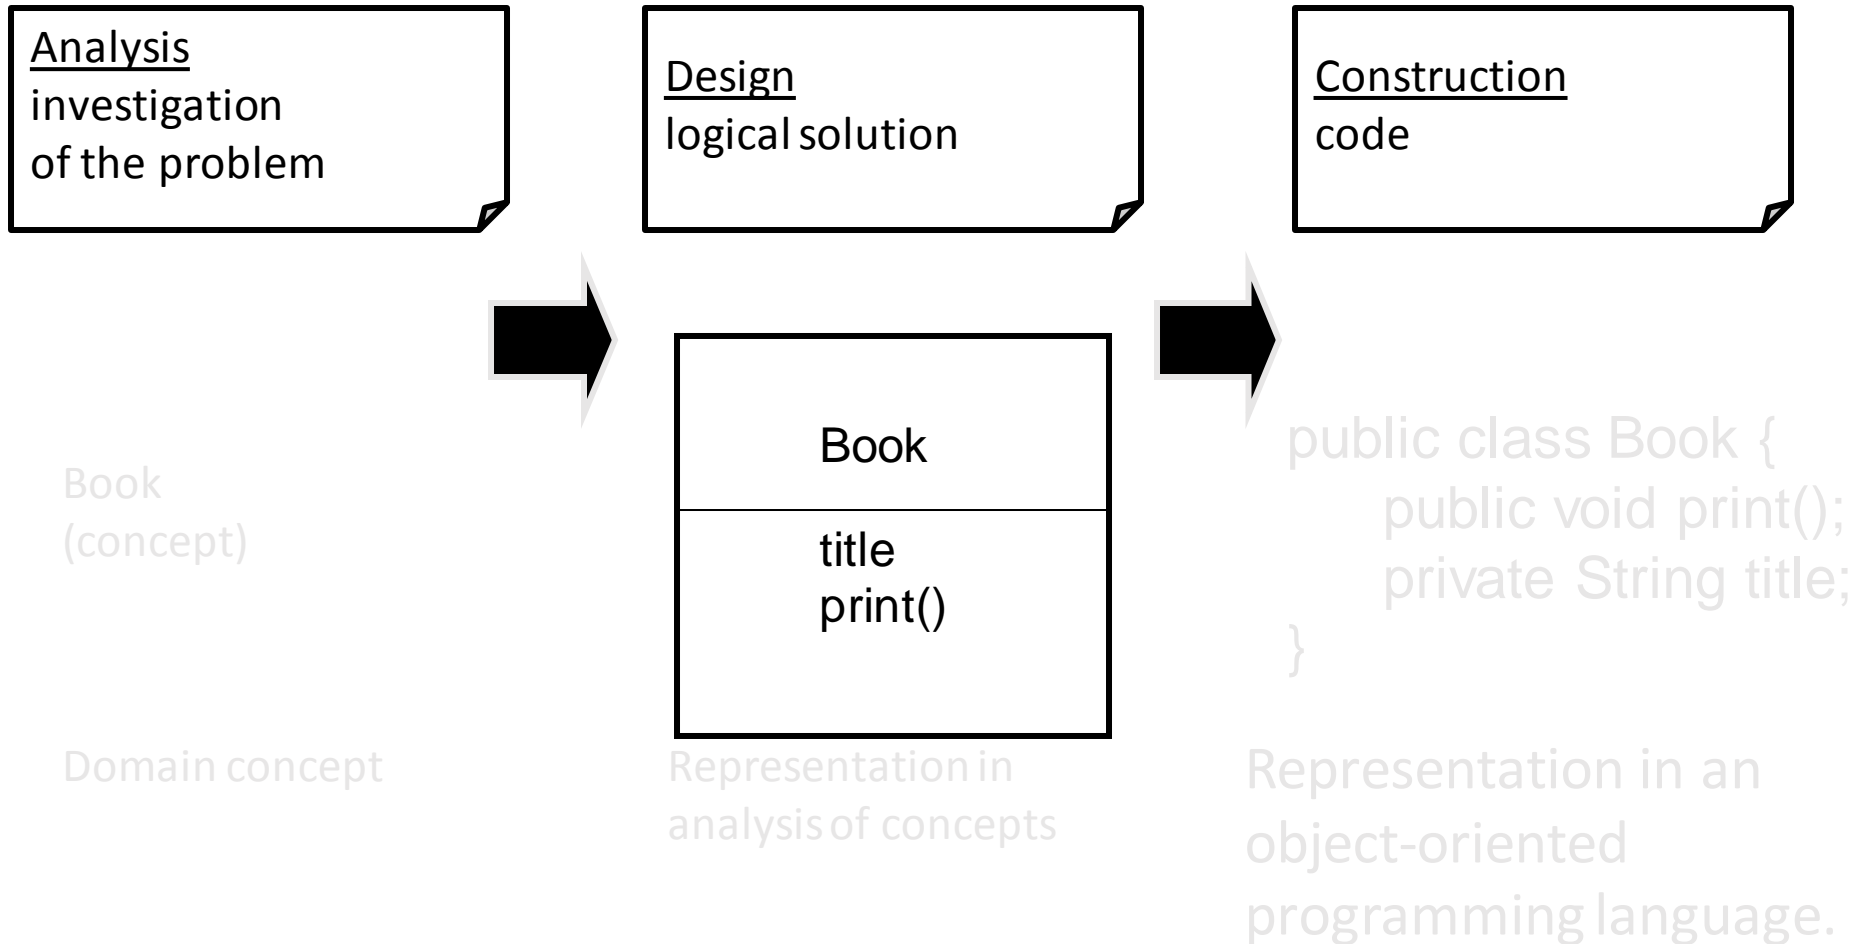 Analysis
investigation
of the problem
Design
logical solution
Construction
code
Book
(concept)
Book
title
print()
public class Book {
public void print();
private String title;
}
Domain concept
Representation in
analysis of concepts
Representation in an
object-oriented
programming language.